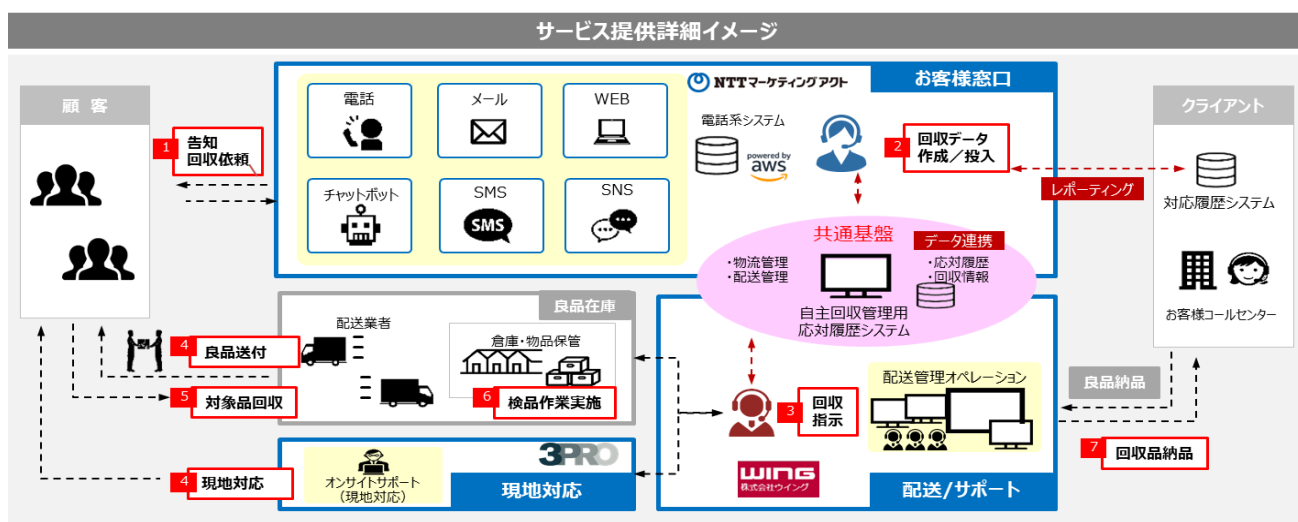 サービス提供詳細イメージ
顧 客
1
告知
回収依頼
電話
メール
WEB
チャットボット
SMS
SMS
SNS
NTTマーケティングアクト
お客様窓口
電話系システム
powered by
aws
2
回収データ
作成／投入
レポーティング
クライアント
対応履歴システム
お客様コールセンター
共通基盤
データ連携
・物流管理
・配送管理
・応対履歴
・回収情報
自主回収管理用
応対履歴システム
良品在庫
配送業者
倉庫・物品保管
4
良品送付
5
対象品回収
6
検品作業実施
3
回収
指示
配送管理オペレーション
良品納品
7
回収品納品
4
現地対応
オンサイトサポート
（現地対応）
3PRO
現地対応
WING
株式会社ウイング
配送/サポート